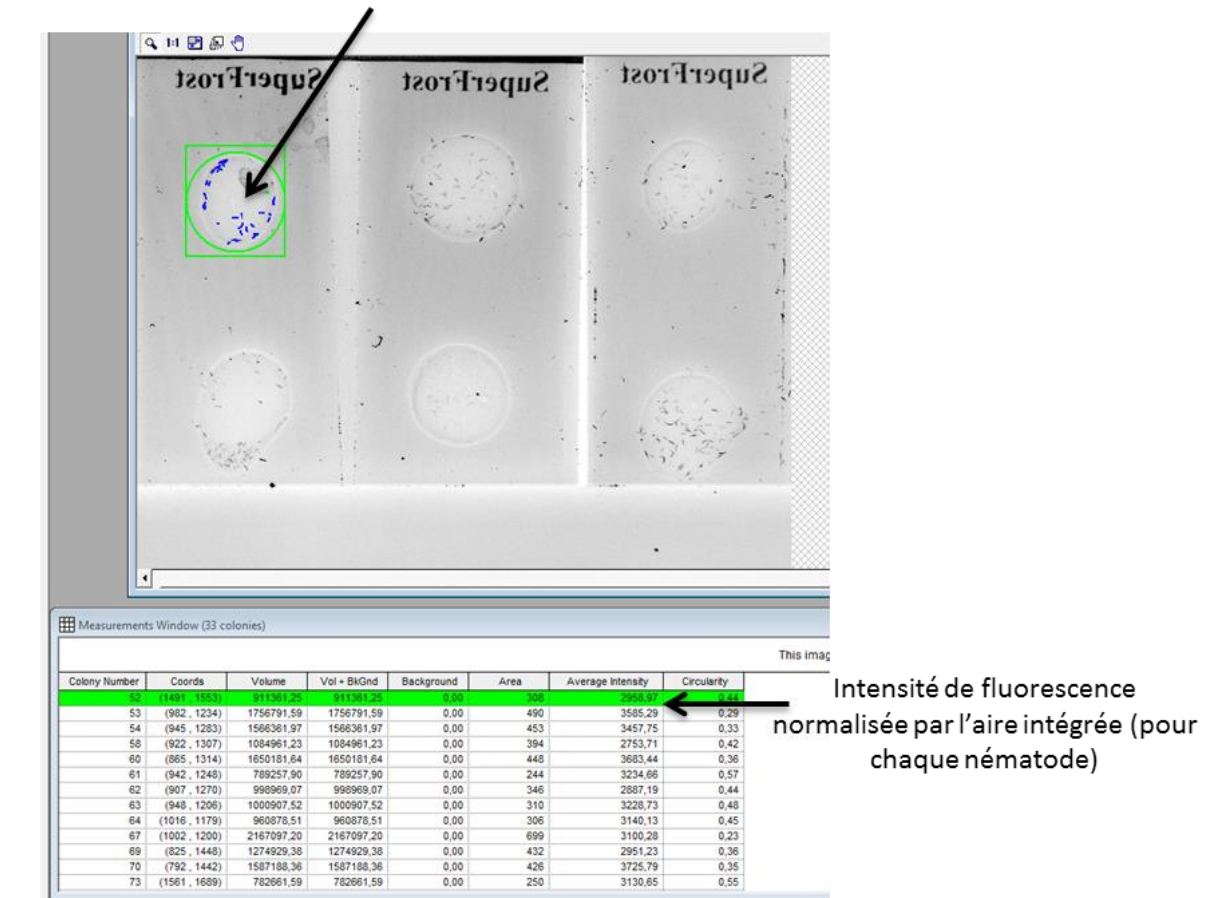 1:1
SuperFrost SuperFrost SuperFrost
Measurements Window (33 colonies)
This imag
Colony Number Coords Volume Vol + BkGnd Background Area Average Intensity Circularity
52 (1491 , 1553) 911361,25 911361,25 0,00 308 2958,97 0,44
53 (982 , 1234) 1756791,59 1756791,59 0,00 490 3585,29 0,29
54 (945 , 1283) 1566361,97 1566361,97 0,00 453 3457,75 0,33
58 (922 , 1307) 1084961,23 1084961,23 0,00 394 2753,71 0,42
60 (865 , 1314) 1650181,64 1650181,64 0,00 448 3683,44 0,36
61 (942 , 1248) 789257,90 789257,90 0,00 244 3234,66 0,57
62 (907 , 1270) 998969,07 998969,07 0,00 346 2887,19 0,44
63 (948 , 1206) 1000907,52 1000907,52 0,00 310 3228,73 0,48
64 (1016 , 1179) 960878,51 960878,51 0,00 306 3140,13 0,45
67 (1002 , 1200) 2167097,20 2167097,20 0,00 699 3100,28 0,23
69 (825 , 1448) 1274929,38 1274929,38 0,00 432 2951,23 0,36
70 (792 , 1442) 1587188,36 1587188,36 0,00 426 3725,79 0,35
73 (1561 , 1689) 782661,59 782661,59 0,00 250 3130,65 0,55
Intensité de fluorescence
normalisée par l'aire intégrée (pour
chaque nématode)